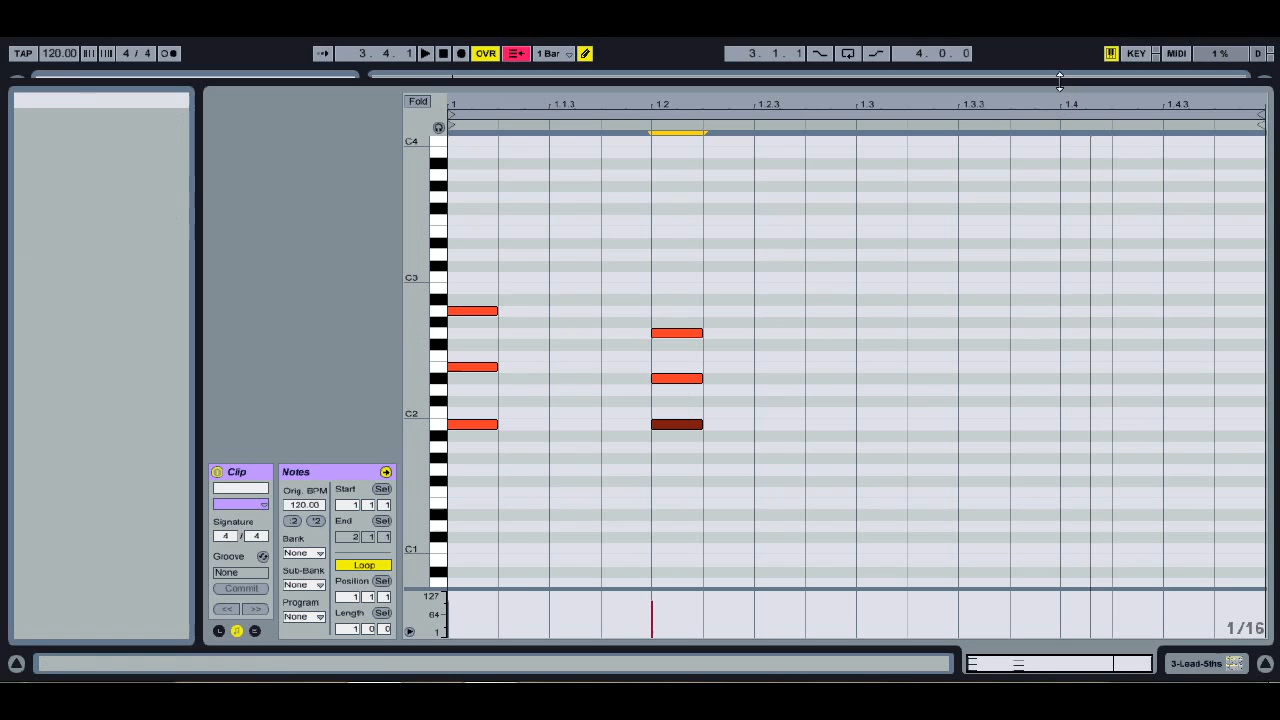 TAP 120.00 4 / 4 3. 4. 1 OVR 1 Bar 3. 1. 1 4. 0. 0 KEY MIDI 1 % D
Fold 1 1.1.3 1.2 1.2.3 1.3 1.3.3 1.4 1.4.3
C4
C3
C2
C1
Clip
Signature
4 / 4
Groove
None
Commit
<< >>
L E
Notes
Orig. BPM
120.00
:2 *2
Bank
None
Sub-Bank
None
Program
None
Start Set
1 1 1
End Set
2 1 1
Loop
Position Set
1 1 1
Length Set
1 0 0
127
64
1
1/16
3-Lead-5ths